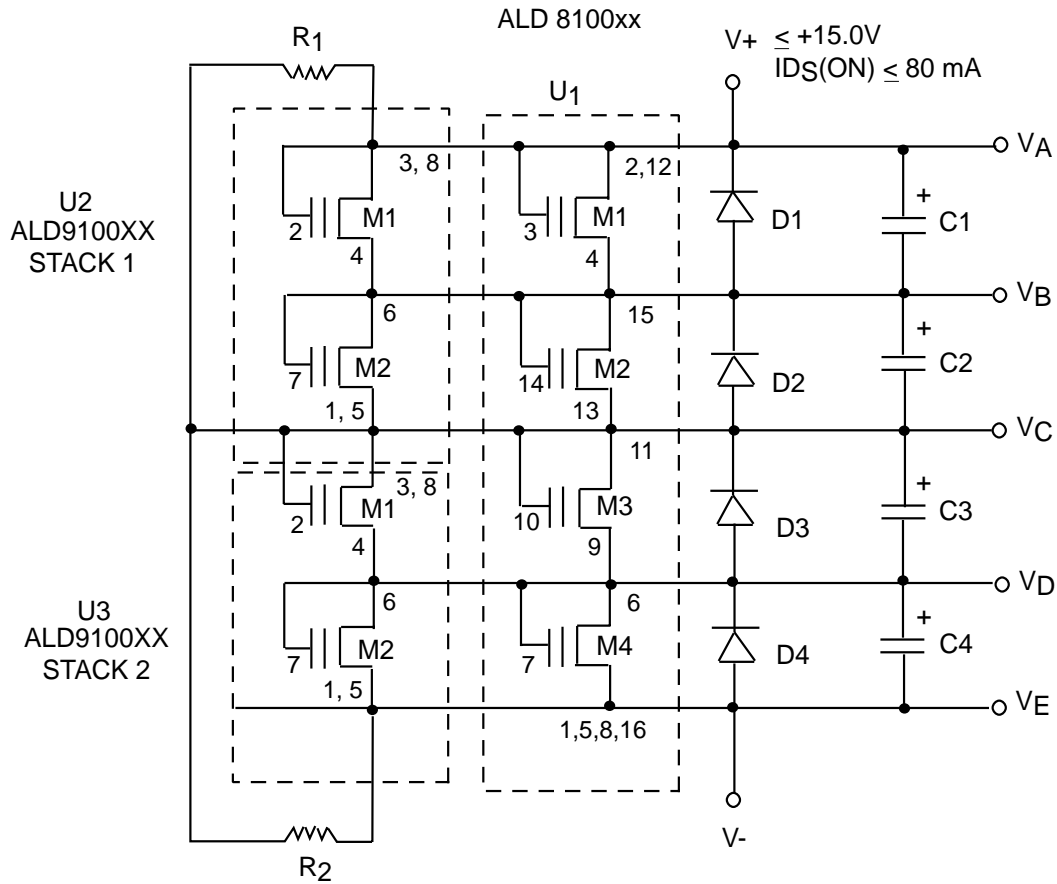 ALD 8100xx
R1
V+ ≤ +15.0V
IDS(ON) ≤ 80 mA
U1
VA
3, 8
2,12
U2
ALD9100XX
STACK 1
2
M1
4
3
M1
4
D1
+
C1
VB
6
15
7
M2
1, 5
14
M2
13
D2
+
C2
VC
11
3, 8
2
M1
4
10
M3
9
D3
+
C3
VD
6
6
U3
ALD9100XX
STACK 2
7
M2
1, 5
7
M4
D4
+
C4
VE
1,5,8,16
V-
R2